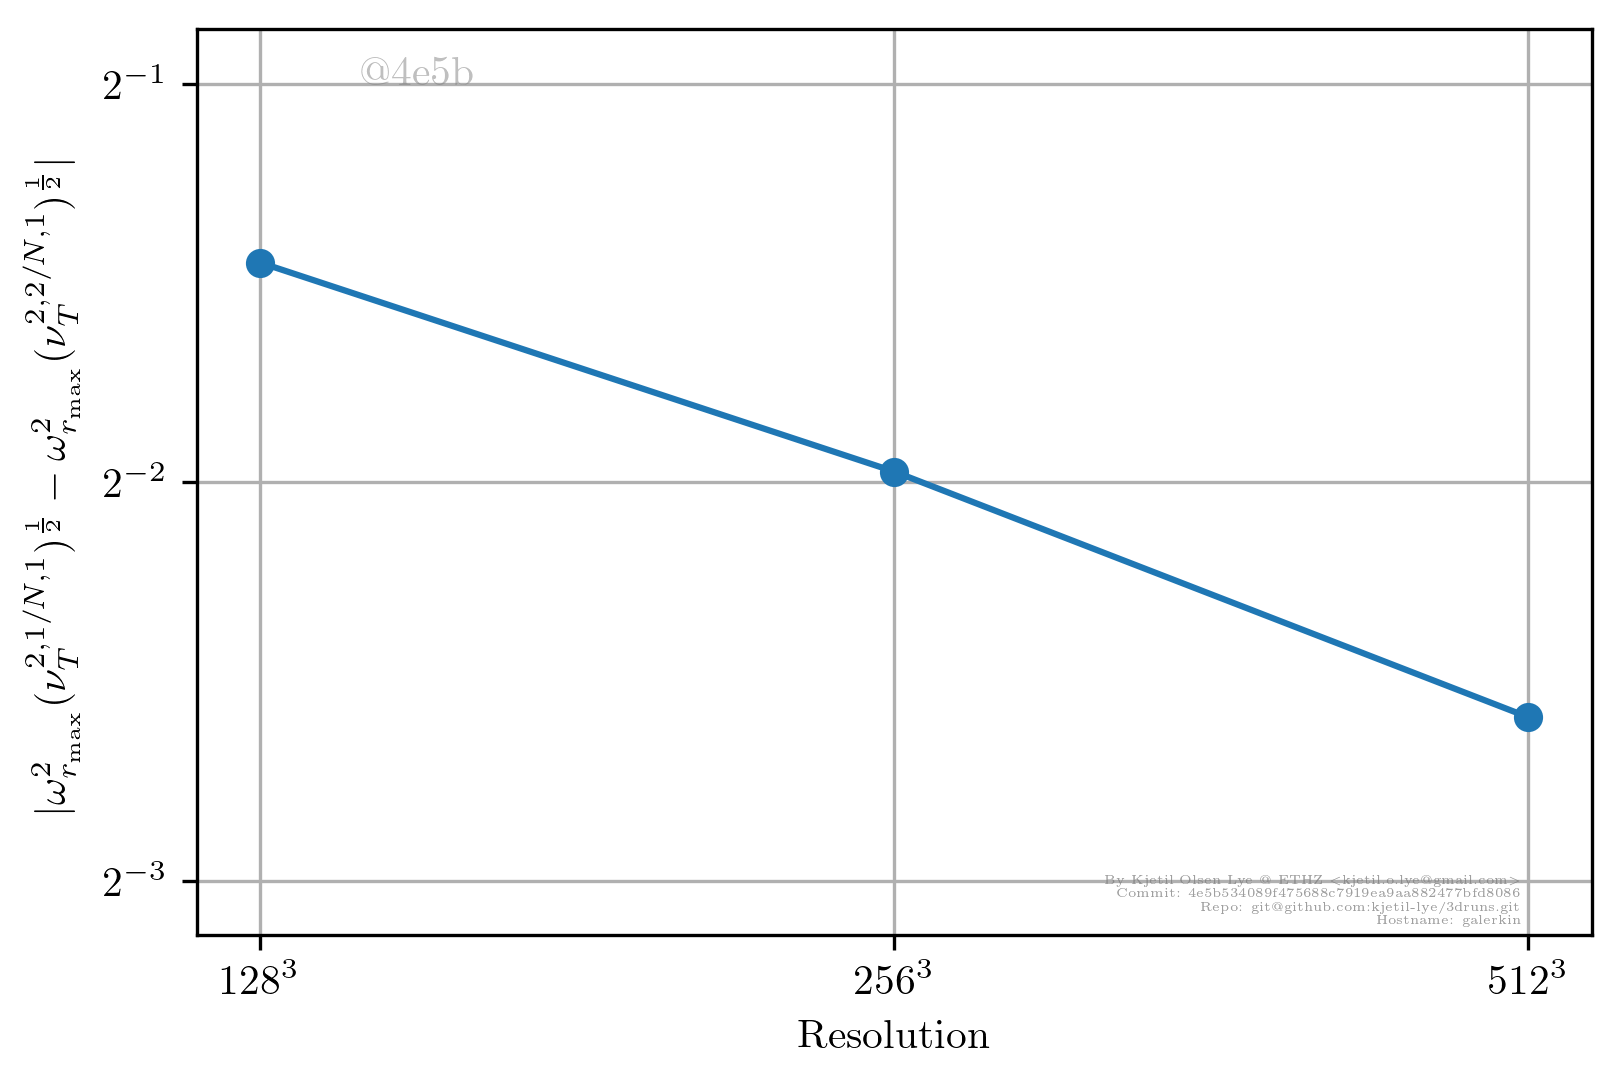 @4e5b
2⁻¹
2⁻²
2⁻³
|ω²_{r_max}(ν_T^{2,1/N,1})^{1/2} − ω²_{r_max}(ν_T^{2,2/N,1})^{1/2}|
By Kjetil Olsen Lye @ ETHZ <kjetil.o.lye@gmail.com>
Commit: 4e5b534089f475688c7919ea9aa882477bfd8086
Repo: git@github.com:kjetil-lye/3druns.git
Hostname: galerkin
128³ 256³ 512³
Resolution